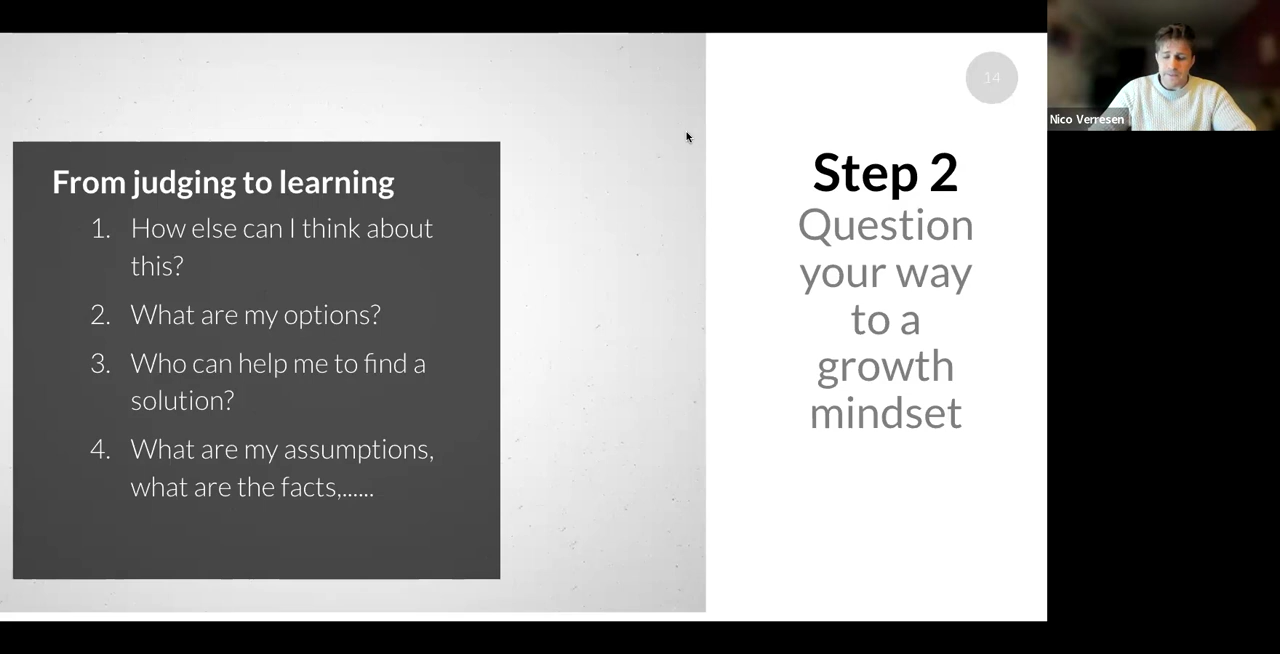 From judging to learning
1. How else can I think about
this?
2. What are my options?
3. Who can help me to find a
solution?
4. What are my assumptions,
what are the facts,......
14
Step 2
Question
your way
to a
growth
mindset
Nico Verresen